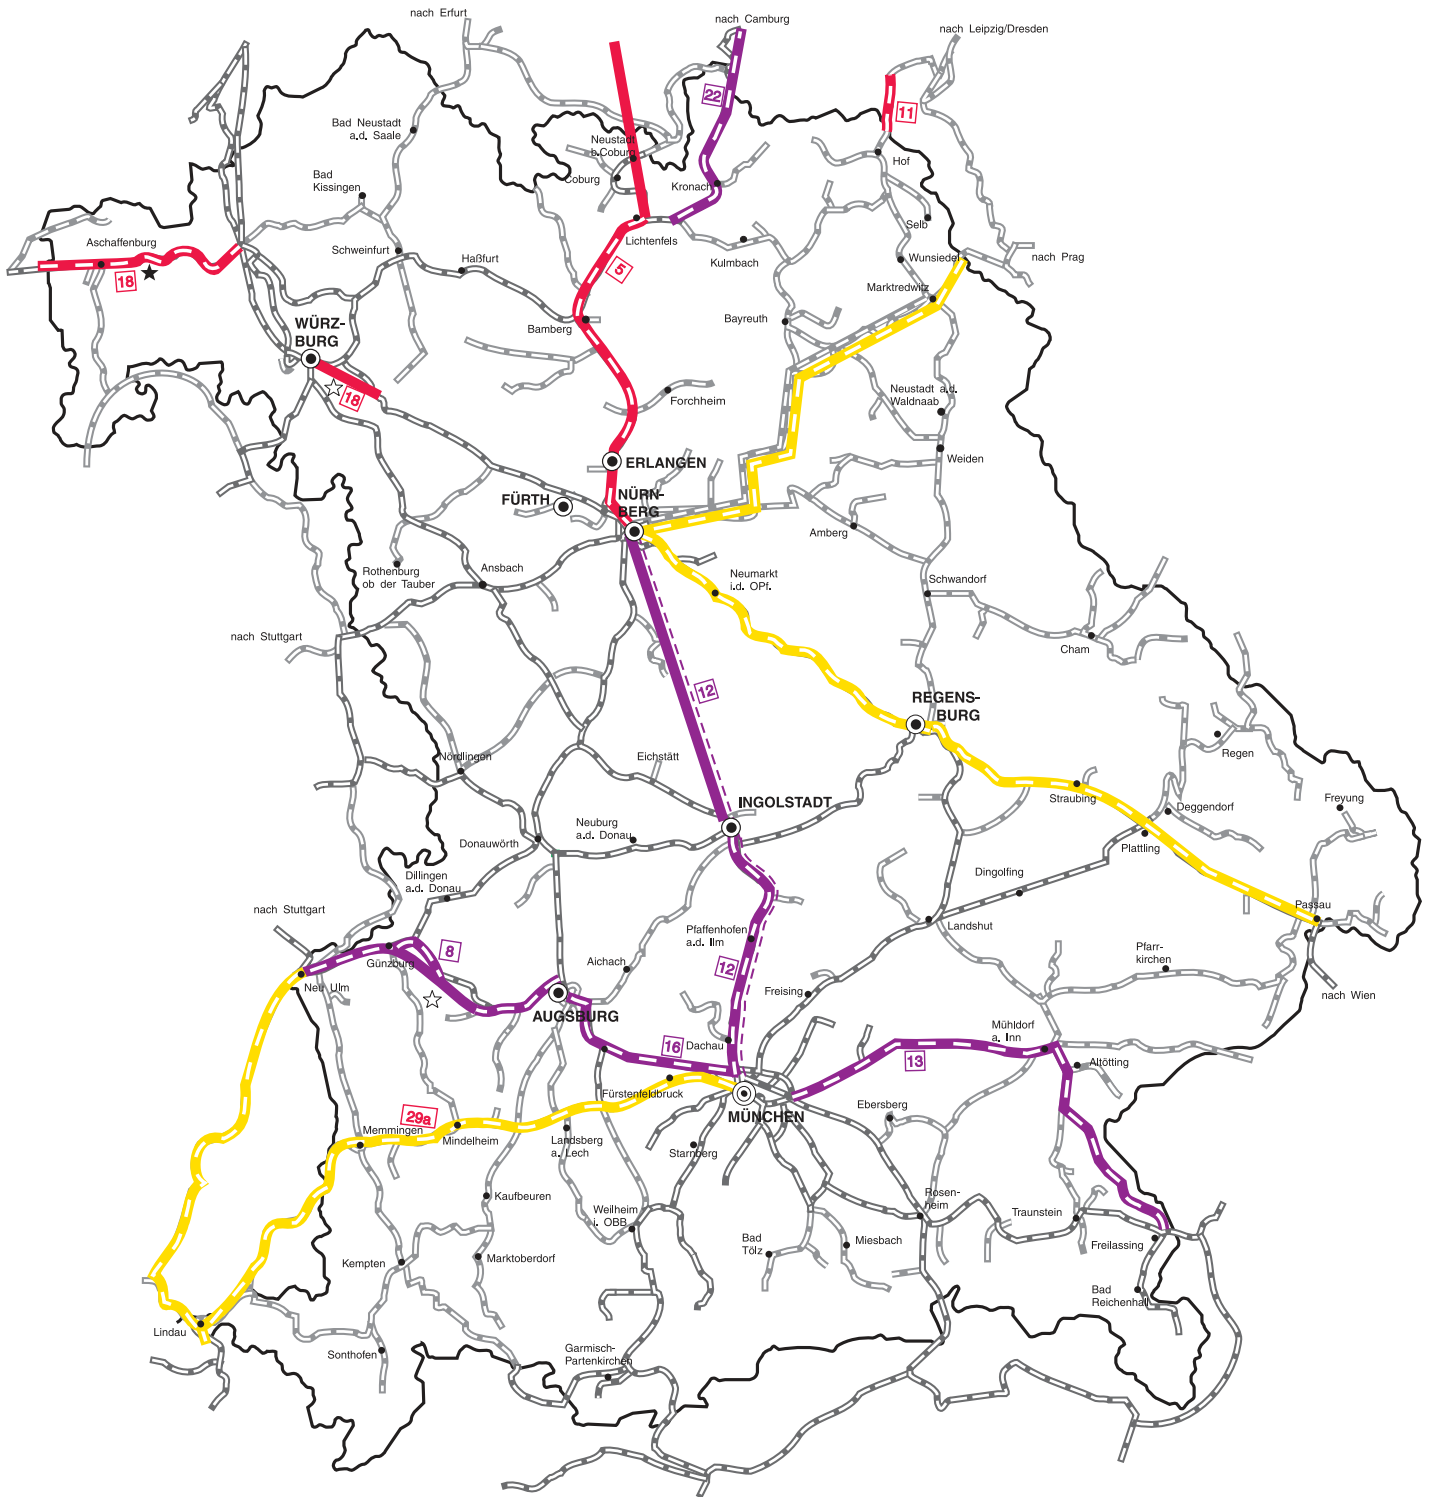 nach Erfurt
nach Camburg
nach Leipzig/Dresden
22
11
Bad Neustadt
a.d. Saale
Neustadt
b.Coburg
Hof
Bad
Kissingen
Coburg
Kronach
Selb
Aschaffenburg
Schweinfurt
Lichtenfels
Kulmbach
Haßfurt
Wunsiedel
nach Prag
18
5
Marktredwitz
WÜRZ-
BURG
Bamberg
Bayreuth
18
Forchheim
Neustadt a.d.
Waldnaab
ERLANGEN
Weiden
FÜRTH
NÜRN-
BERG
Amberg
Rothenburg
ob der Tauber
Ansbach
Neumarkt
i.d. OPf.
Schwandorf
nach Stuttgart
Cham
12
REGENS-
BURG
Nördlingen
Eichstätt
Regen
INGOLSTADT
Straubing
Deggendorf
Freyung
Donauwörth
Neuburg
a.d. Donau
Plattling
Dillingen
a.d. Donau
Dingolfing
nach Stuttgart
Passau
Landshut
Pfaffenhofen
a.d. Ilm
8
Günzburg
Aichach
12
Pfarr-
kirchen
Neu Ulm
Freising
nach Wien
AUGSBURG
Mühldorf
a. Inn
16
Dachau
13
Altötting
Fürstenfeldbruck
MÜNCHEN
Ebersberg
29a
Memmingen
Mindelheim
Landsberg
a. Lech
Starnberg
Kaufbeuren
Rosen-
heim
Weilheim
i. OBB
Traunstein
Bad
Tölz
Miesbach
Freilassing
Kempten
Marktoberdorf
Bad
Reichenhall
Lindau
Sonthofen
Garmisch-
Partenkirchen